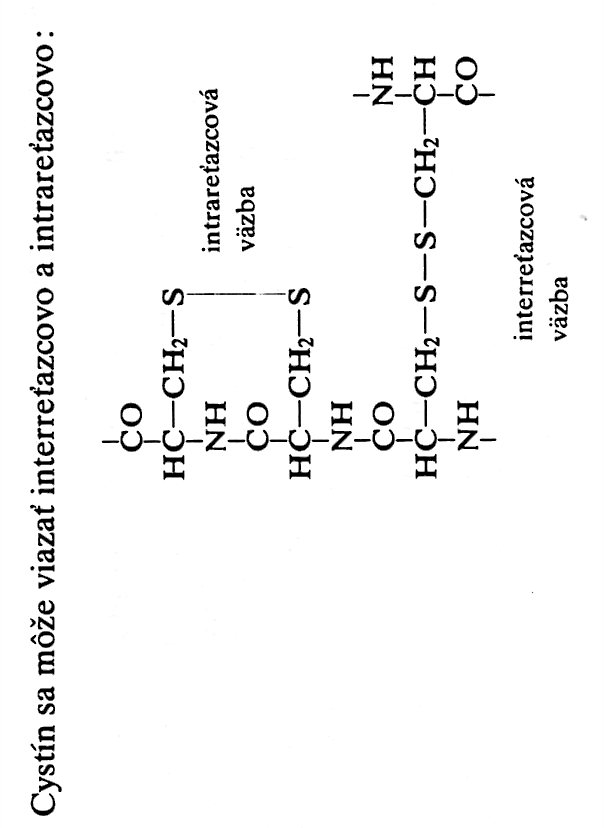 Cystín sa môže viazať interreťazcovo a intrareťazcovo:
CO
HC—CH₂—S
NH
intrareťazcová
CO
väzba
HC—CH₂—S
NH
CO
NH
HC—CH₂—S—S—CH₂—CH
NH
CO
interreťazcová
väzba